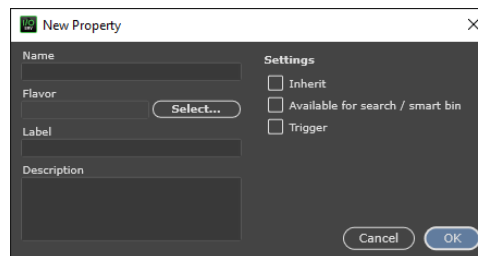 I/O
New Property
Name
Flavor
Select...
Label
Description
Settings
Inherit
Available for search / smart bin
Trigger
Cancel
OK